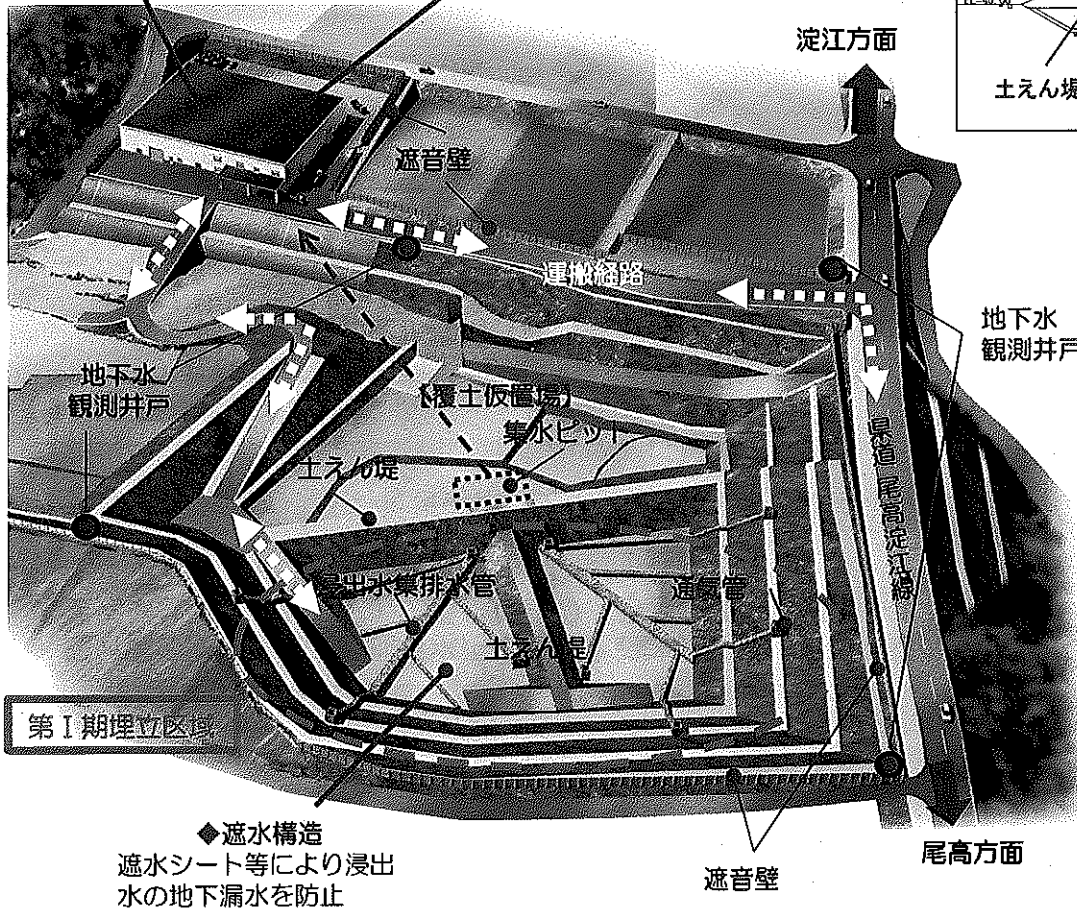 淀江方面
土えん堤
遮音壁
運搬経路
地下水
観測井戸
地下水
観測井戸
【覆土仮置場】
集水ピット
土えん堤
県道 尾高淀江線
浸出水集排水管
通気管
土えん堤
第Ⅰ期埋立区域
◆遮水構造
遮水シート等により浸出
水の地下漏水を防止
遮音壁
尾高方面